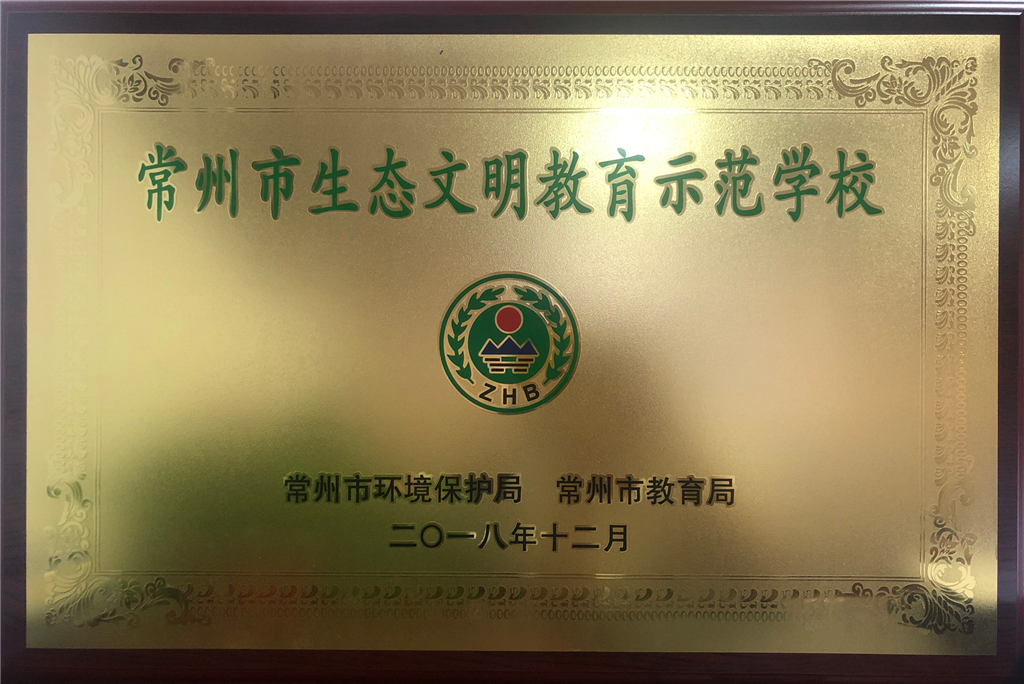 常州市生态文明教育示范学校
ZHB
常州市环境保护局 常州市教育局
二〇一八年十二月